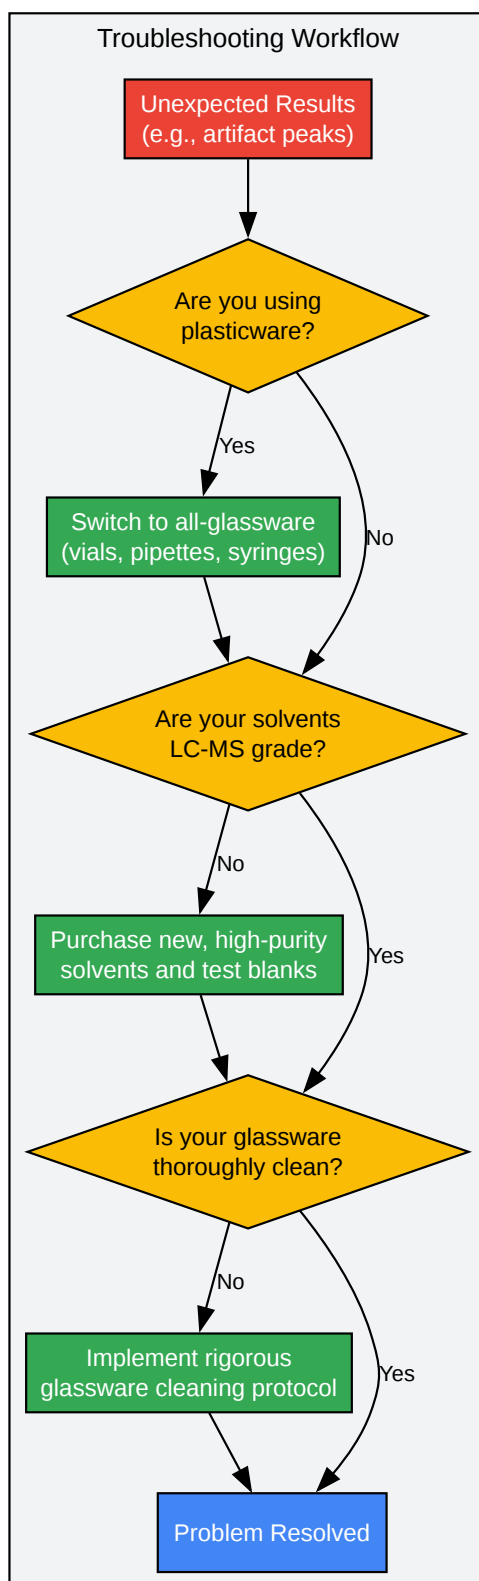 Troubleshooting Workflow
Unexpected Results
(e.g., artifact peaks)
Are you using
plasticware?
Yes
No
Switch to all-glassware
(vials, pipettes, syringes)
Are your solvents
LC-MS grade?
No
Yes
Purchase new, high-purity
solvents and test blanks
Is your glassware
thoroughly clean?
No
Yes
Implement rigorous
glassware cleaning protocol
Problem Resolved